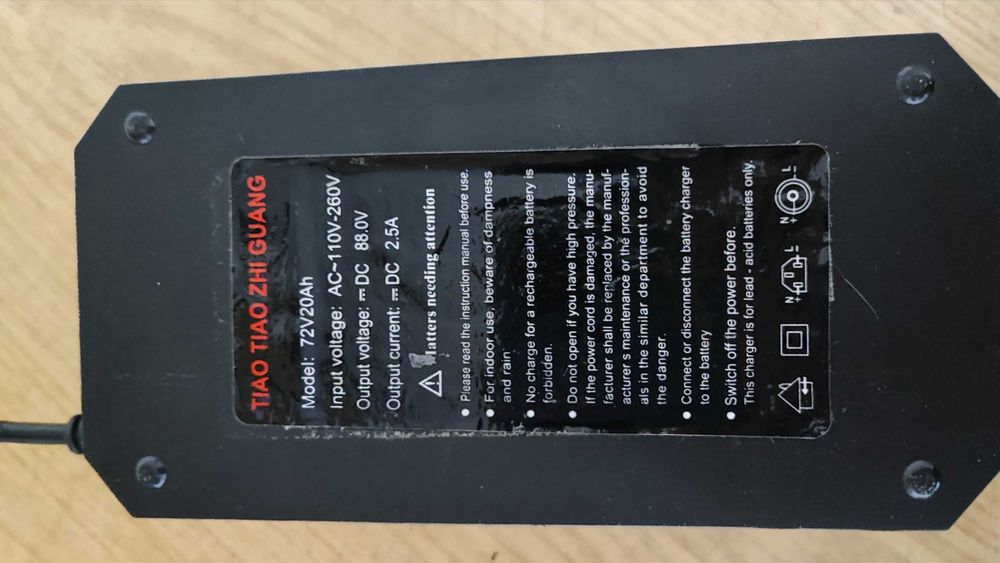 TIAO TIAO ZHI GUANG
Model: 72V20Ah
Input voltage: AC~110V-260V
Output voltage: ⎓DC 88.0V
Output current: ⎓DC 2.5A
latters needing attention
● Please read the instruction manual before use.
● For indoor use, beware of dampness
and rain.
● No charge for a rechargeable battery is
forbidden.
● Do not open if you have high pressure.
If the power cord is damaged, the manu-
facturer shall be replaced by the manuf-
acturer s maintenance or the profession-
als in the similar department to avoid
the danger.
● Connect or disconnect the battery charger
to the battery
● Switch off the power before.
This charger is for lead - acid batteries only.
N L
+
N L
+